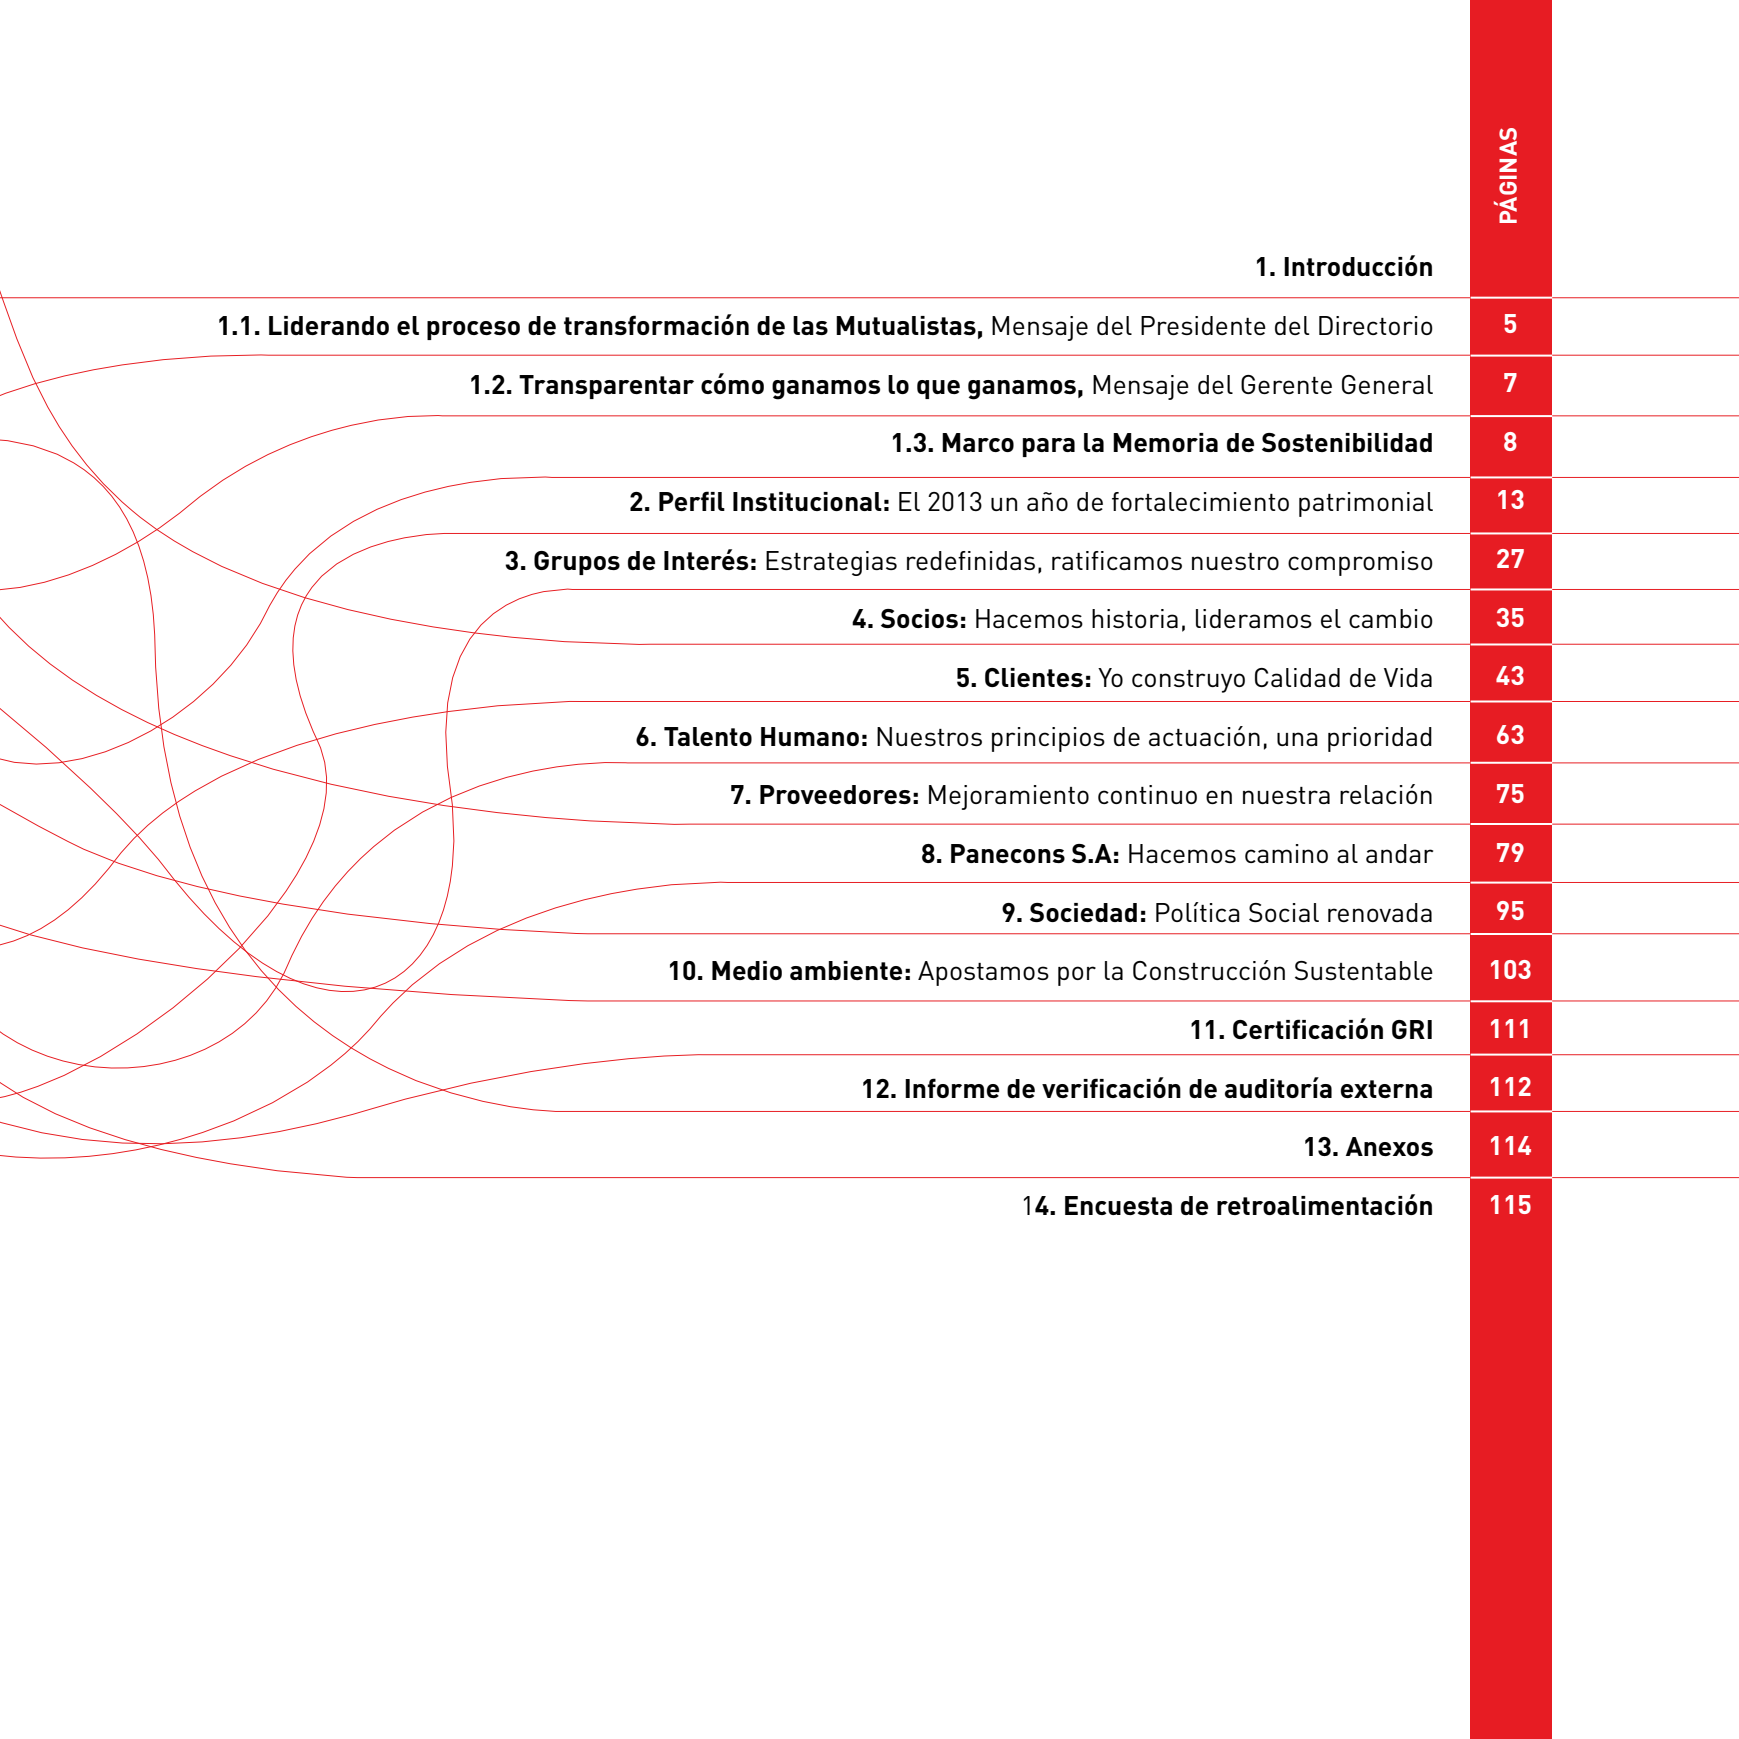 PÁGINAS
1. Introducción
1.1. Liderando el proceso de transformación de las Mutualistas, Mensaje del Presidente del Directorio 5
1.2. Transparentar cómo ganamos lo que ganamos, Mensaje del Gerente General 7
1.3. Marco para la Memoria de Sostenibilidad 8
2. Perfil Institucional: El 2013 un año de fortalecimiento patrimonial 13
3. Grupos de Interés: Estrategias redefinidas, ratificamos nuestro compromiso 27
4. Socios: Hacemos historia, lideramos el cambio 35
5. Clientes: Yo construyo Calidad de Vida 43
6. Talento Humano: Nuestros principios de actuación, una prioridad 63
7. Proveedores: Mejoramiento continuo en nuestra relación 75
8. Panecons S.A: Hacemos camino al andar 79
9. Sociedad: Política Social renovada 95
10. Medio ambiente: Apostamos por la Construcción Sustentable 103
11. Certificación GRI 111
12. Informe de verificación de auditoría externa 112
13. Anexos 114
14. Encuesta de retroalimentación 115